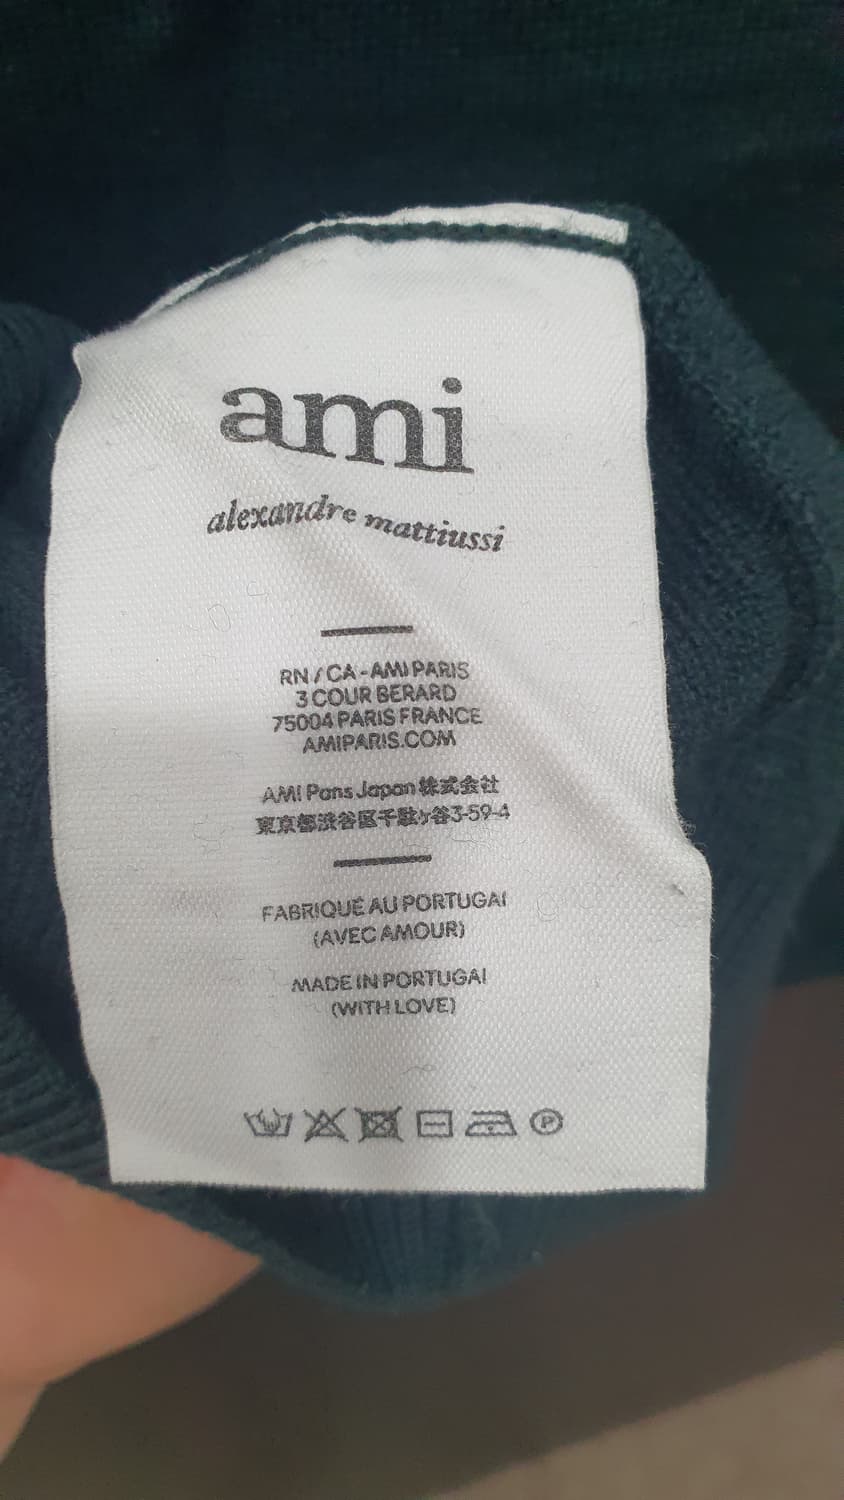 ami
alexandre mattiussi
RN / CA - AMI PARIS
3 COUR BERARD
75004 PARIS FRANCE
AMIPARIS.COM
AMI Paris Japan 株式会社
東京都渋谷区千駄ヶ谷3-59-4
FABRIQUÉ AU PORTUGAL
(AVEC AMOUR)
MADE IN PORTUGAL
(WITH LOVE)
P